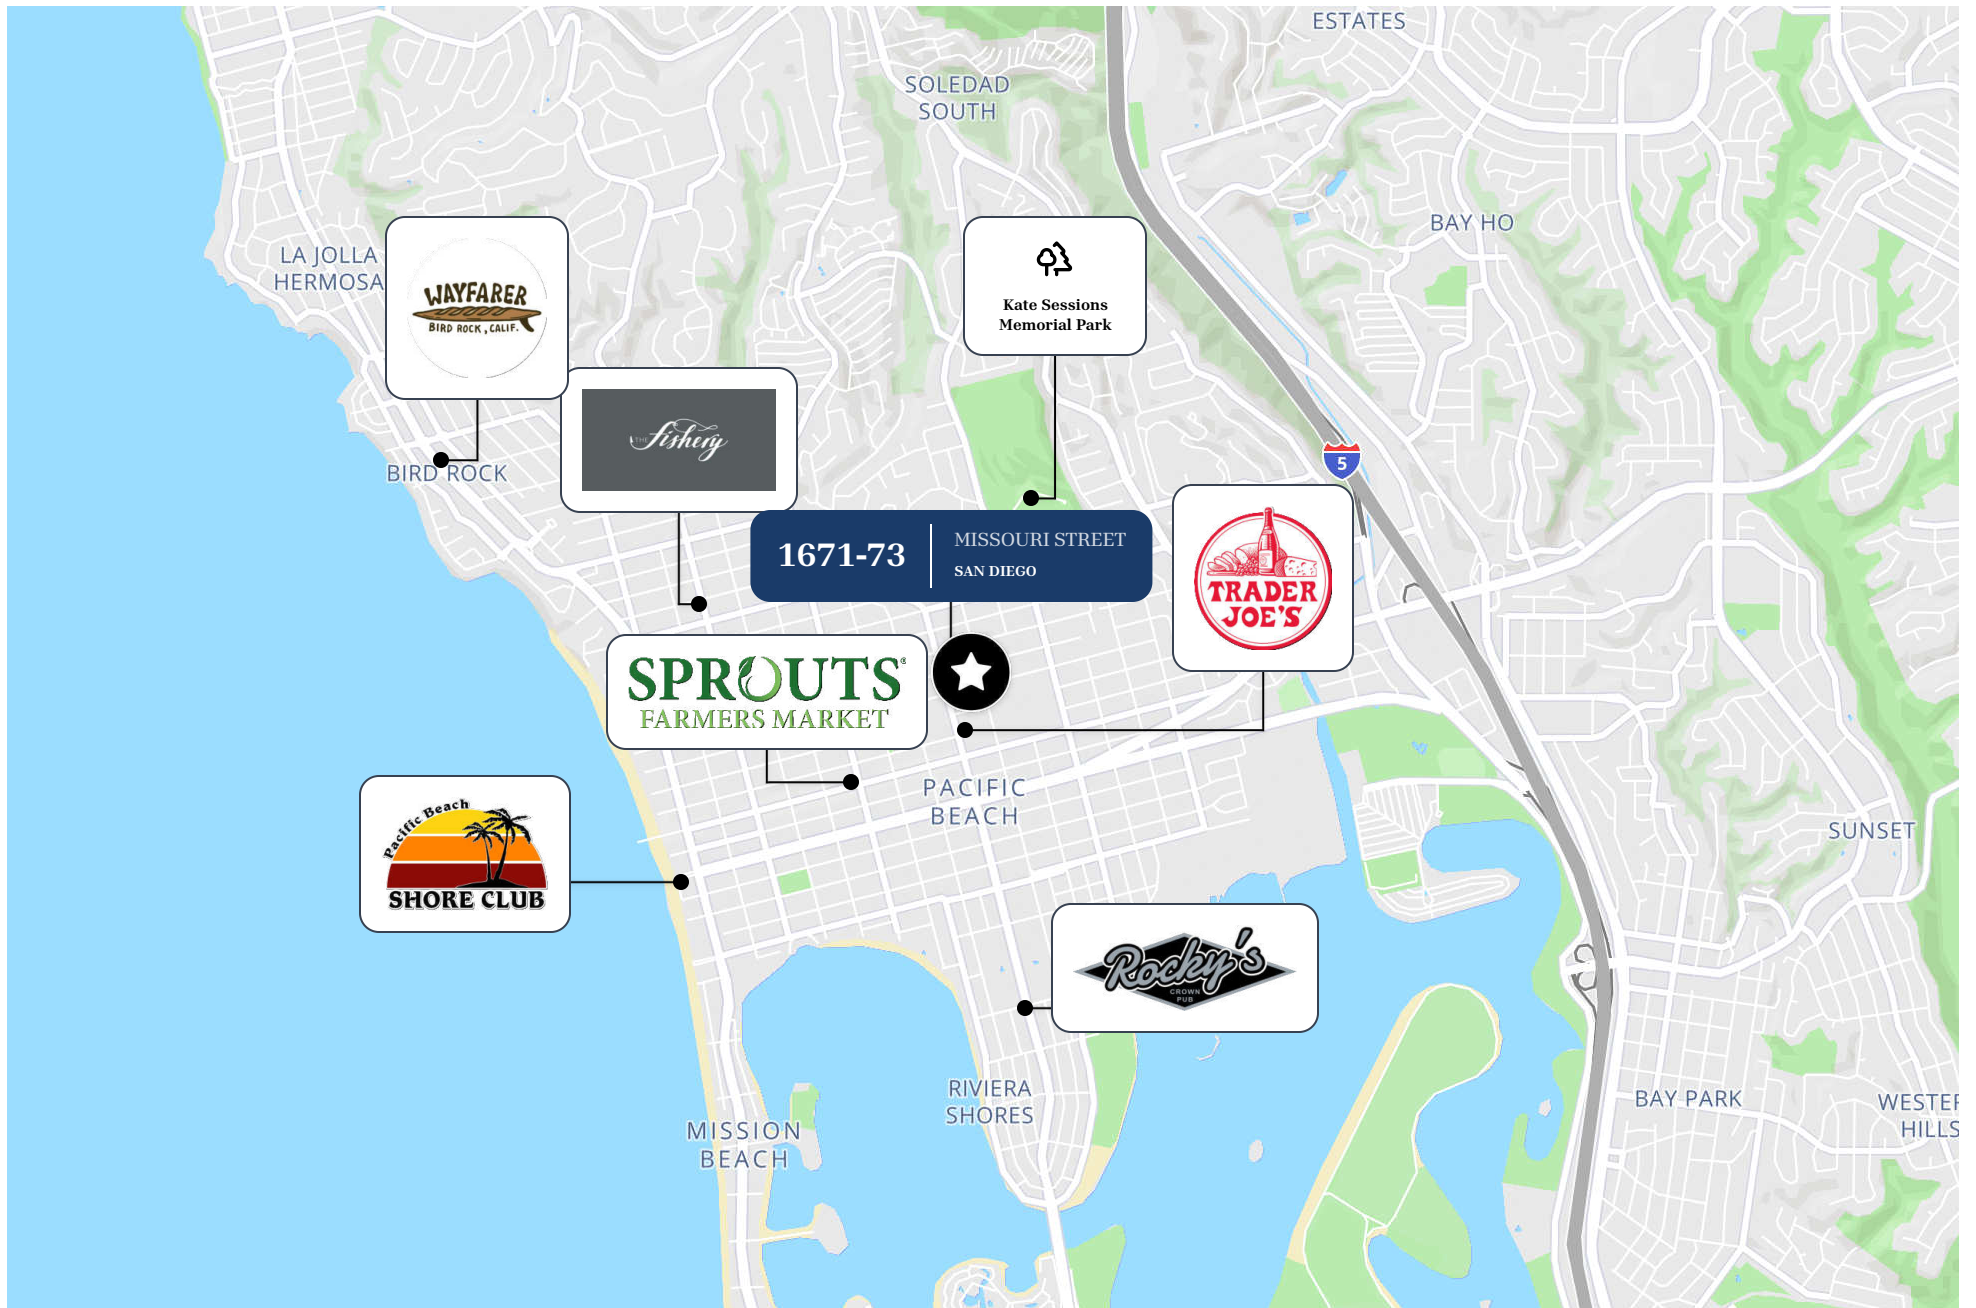 ESTATES
SOLEDAD
SOUTH
BAY HO
LA JOLLA
HERMOSA
WAYFARER
BIRD ROCK, CALIF.
Kate Sessions
Memorial Park
THE fishery
BIRD ROCK
5
1671-73
MISSOURI STREET
SAN DIEGO
TRADER
JOE'S
SPROUTS®
FARMERS MARKET
PACIFIC
BEACH
Pacific Beach
SHORE CLUB
SUNSET
Rocky's
CROWN
PUB
RIVIERA
SHORES
MISSION
BEACH
BAY PARK
WESTER
HILLS